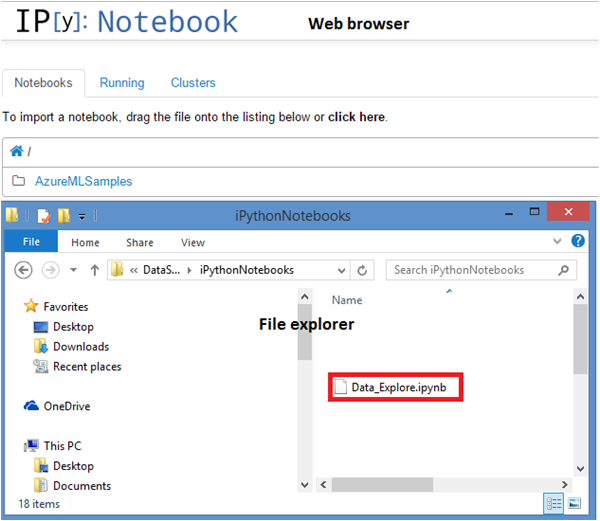 IP[y]: Notebook Web browser
Notebooks Running Clusters
To import a notebook, drag the file onto the listing below or click here.
/
AzureMLSamples
iPythonNotebooks
File Home Share View
« DataS... iPythonNotebooks Search iPythonNotebooks
Name
Favorites
Desktop
Downloads
Recent places
OneDrive
This PC
Desktop
Documents
File explorer
Data_Explore.ipynb
18 items